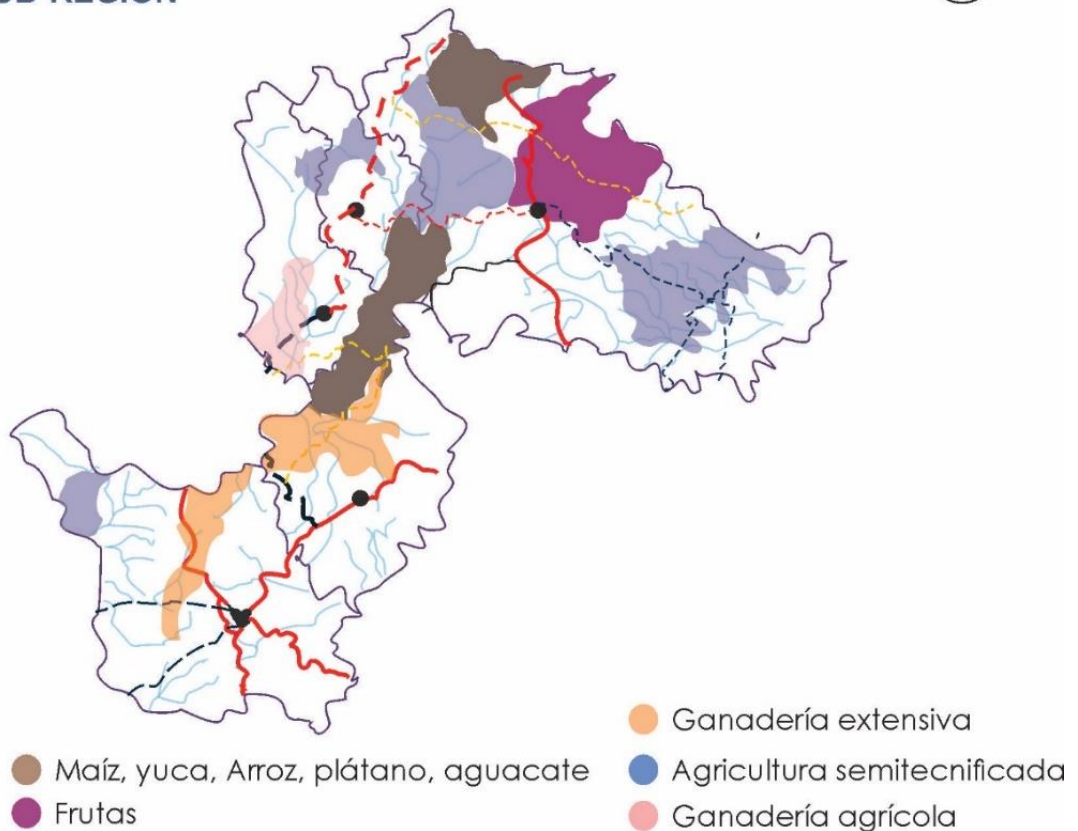 Maíz, yuca, Arroz, plátano, aguacate
Frutas
Ganadería extensiva
Agricultura semitecnificada
Ganadería agrícola